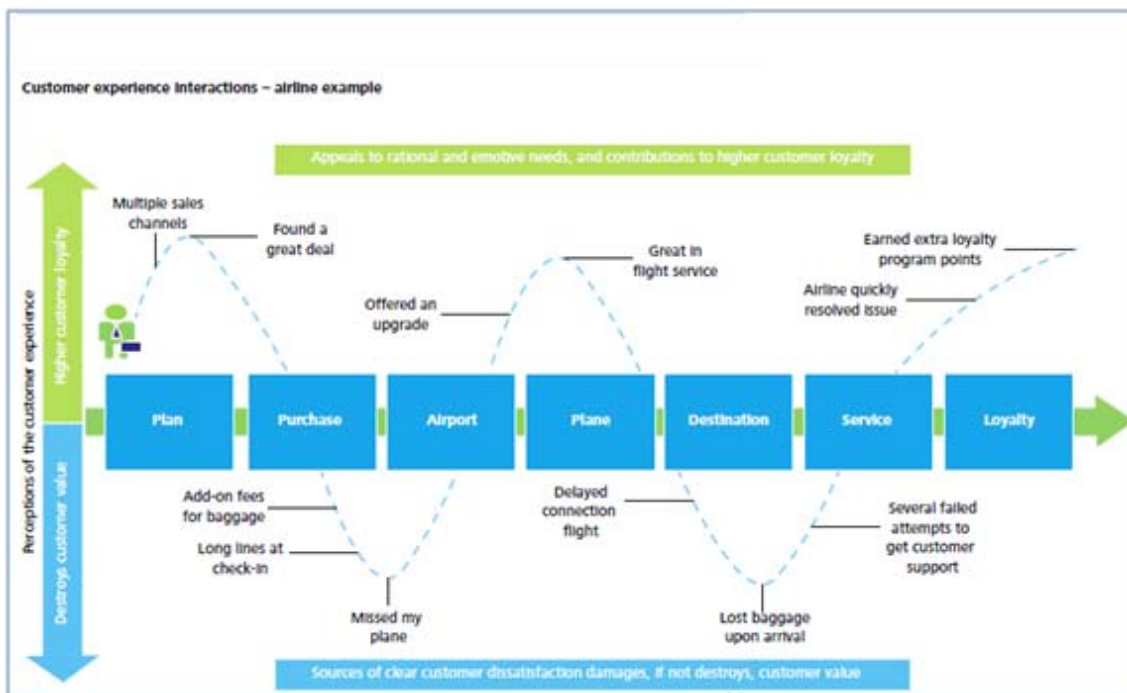 Customer experience interactions – airline example
Appeals to rational and emotive needs, and contributions to higher customer loyalty
Perceptions of the customer experience
Higher customer loyalty
Destroys customer value
Multiple sales
channels
Found a
great deal
Offered an
upgrade
Great in
flight service
Earned extra loyalty
program points
Airline quickly
resolved issue
Plan
Purchase
Airport
Plane
Destination
Service
Loyalty
Add-on fees
for baggage
Long lines at
check-in
Missed my
plane
Delayed
connection
flight
Lost baggage
upon arrival
Several failed
attempts to
get customer
support
Sources of clear customer dissatisfaction damages, if not destroys, customer value